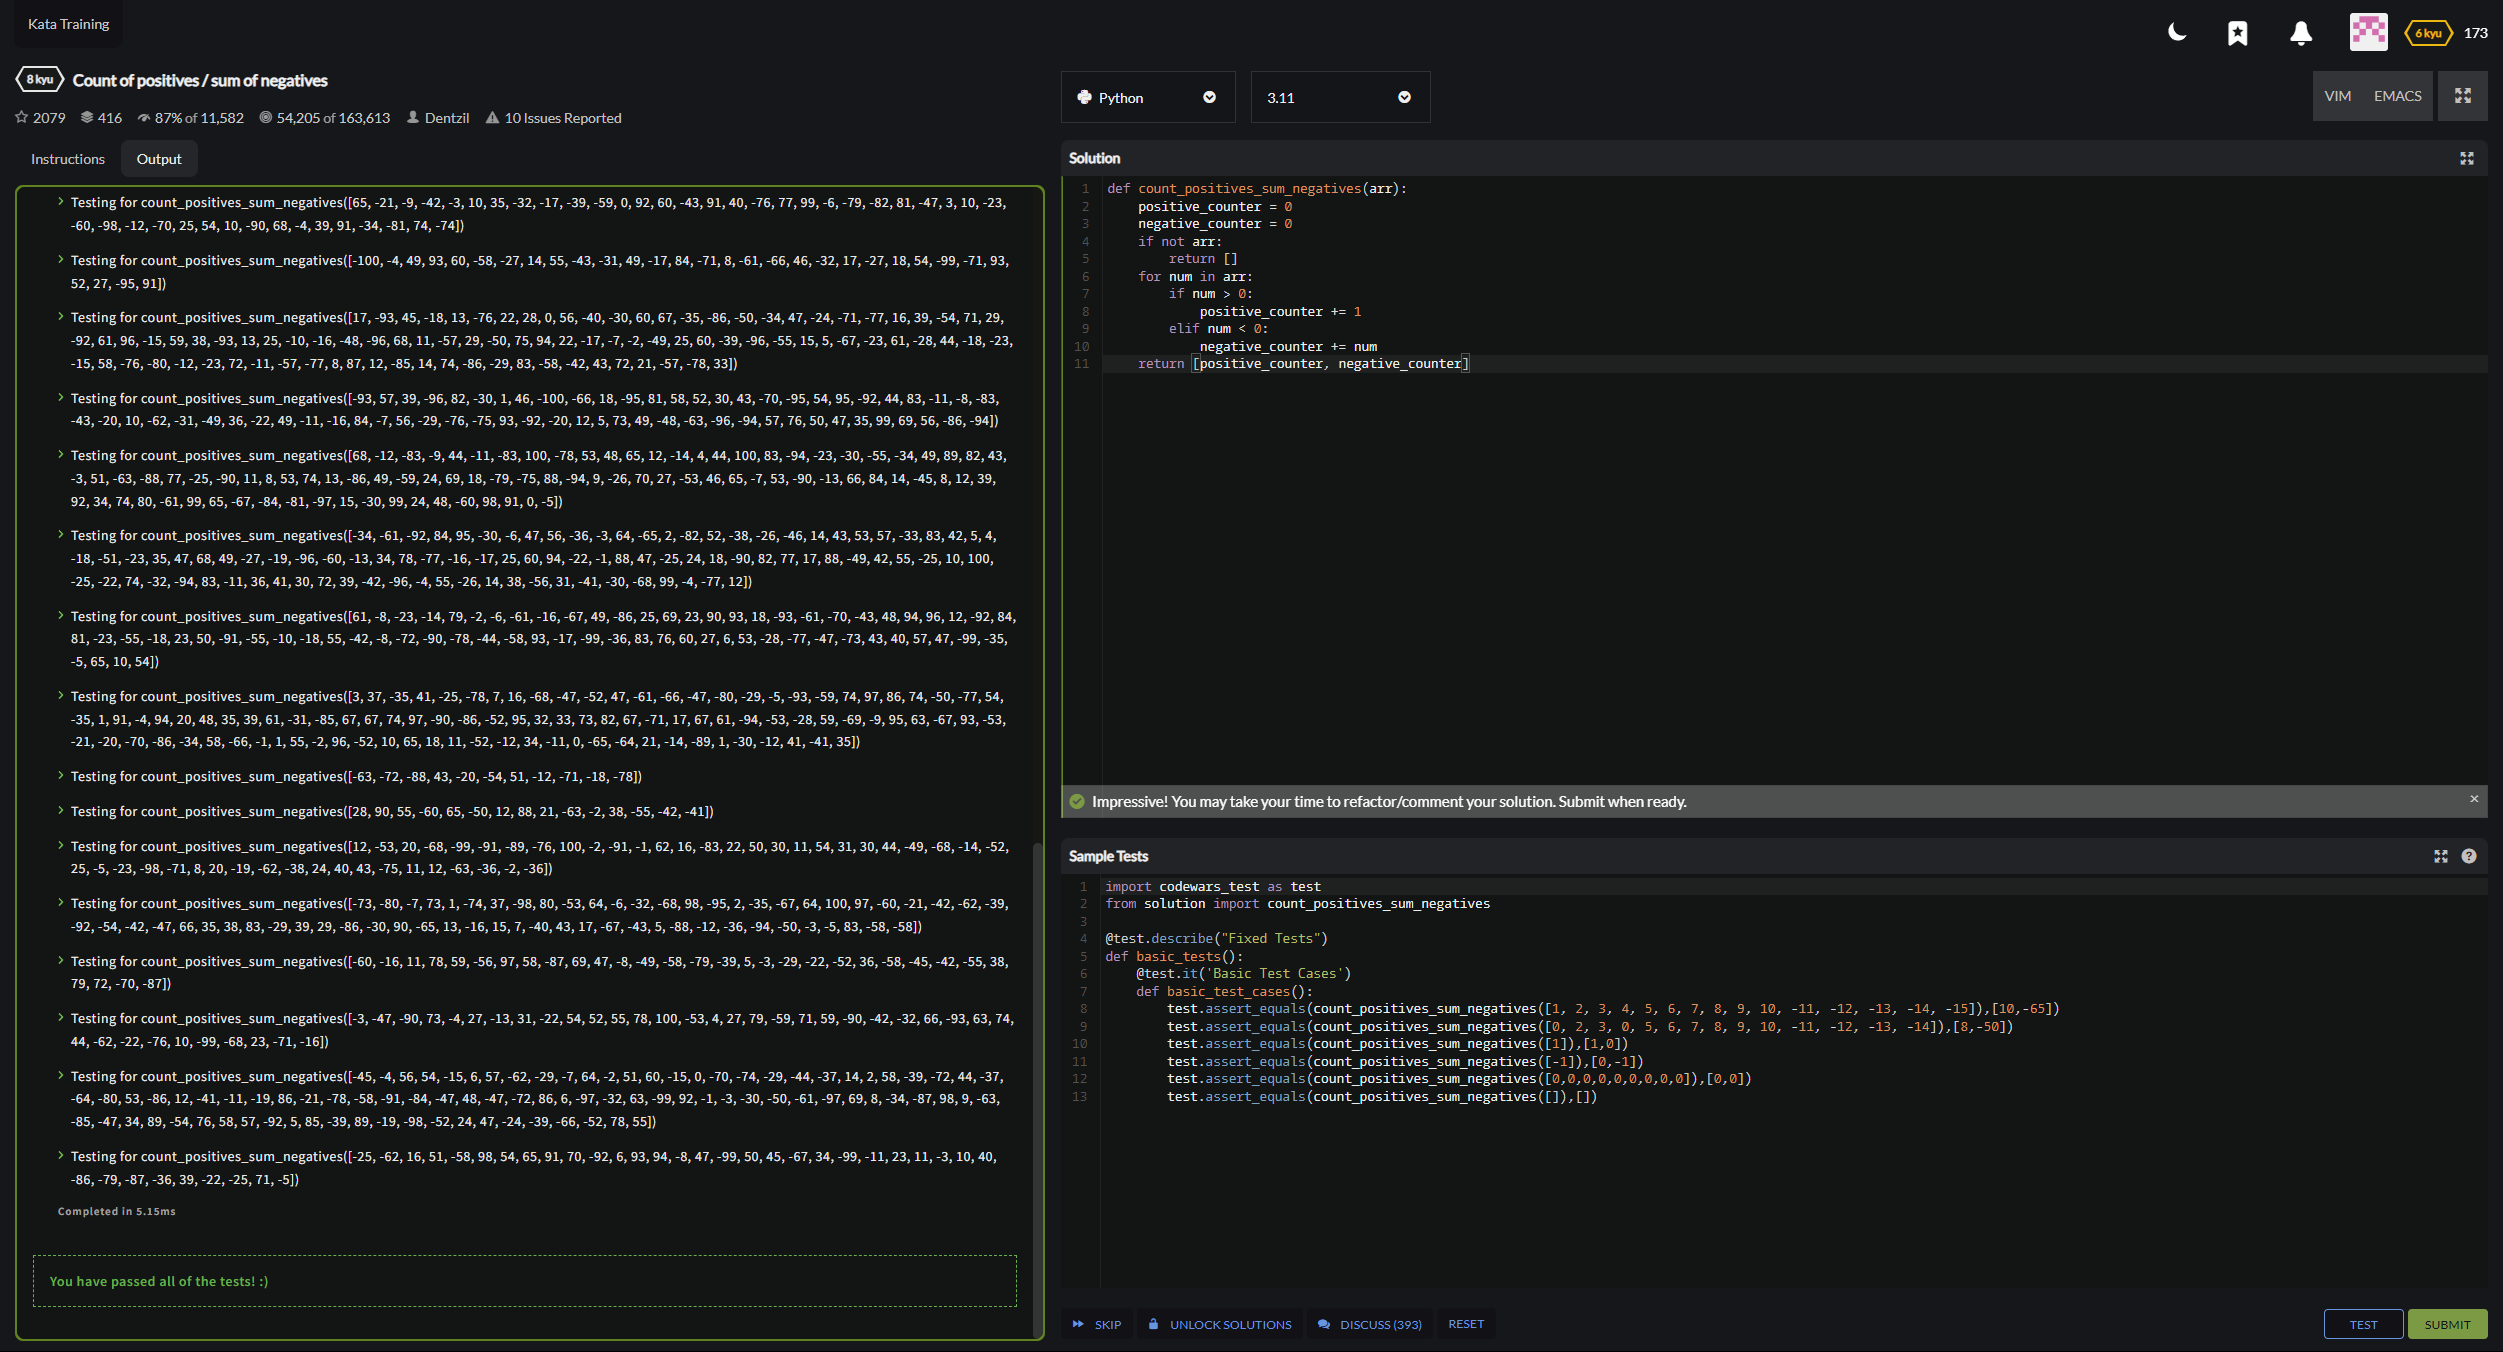 Kata Training
6 kyu
173
8 kyu
Count of positives / sum of negatives
2079
416
87% of 11,582
54,205 of 163,613
Dentzil
10 Issues Reported
Instructions
Output
Testing for count_positives_sum_negatives([65, -21, -9, -42, -3, 10, 35, -32, -17, -39, -59, 0, 92, 60, -43, 91, 40, -76, 77, 99, -6, -79, -82, 81, -47, 3, 10, -23,
-60, -98, -12, -70, 25, 54, 10, -90, 68, -4, 39, 91, -34, -81, 74, -74])
Testing for count_positives_sum_negatives([-100, -4, 49, 93, 60, -58, -27, 14, 55, -43, -31, 49, -17, 84, -71, 8, -61, -66, 46, -32, 17, -27, 18, 54, -99, -71, 93,
52, 27, -95, 91])
Testing for count_positives_sum_negatives([17, -93, 45, -18, 13, -76, 22, 28, 0, 56, -40, -30, 60, 67, -35, -86, -50, -34, 47, -24, -71, -77, 16, 39, -54, 71, 29,
-92, 61, 96, -15, 59, 38, -93, 13, 25, -10, -16, -48, -96, 68, 11, -57, 29, -50, 75, 94, 22, -17, -7, -2, -49, 25, 60, -39, -96, -55, 15, 5, -67, -23, 61, -28, 44, -18, -23,
-15, 58, -76, -80, -12, -23, 72, -11, -57, -77, 8, 87, 12, -85, 14, 74, -86, -29, 83, -58, -42, 43, 72, 21, -57, -78, 33])
Testing for count_positives_sum_negatives([-93, 57, 39, -96, 82, -30, 1, 46, -100, -66, 18, -95, 81, 58, 52, 30, 43, -70, -95, 54, 95, -92, 44, 83, -11, -8, -83,
-43, -20, 10, -62, -31, -49, 36, -22, 49, -11, -16, 84, -7, 56, -29, -76, -75, 93, -92, -20, 12, 5, 73, 49, -48, -63, -96, -94, 57, 76, 50, 47, 35, 99, 69, 56, -86, -94])
Testing for count_positives_sum_negatives([68, -12, -83, -9, 44, -11, -83, 100, -78, 53, 48, 65, 12, -14, 4, 44, 100, 83, -94, -23, -30, -55, -34, 49, 89, 82, 43,
-3, 51, -63, -88, 77, -25, -90, 11, 8, 53, 74, 13, -86, 49, -59, 24, 69, 18, -79, -75, 88, -94, 9, -26, 70, 27, -53, 46, 65, -7, 53, -90, -13, 66, 84, 14, -45, 8, 12, 39,
92, 34, 74, 80, -61, 99, 65, -67, -84, -81, -97, 15, -30, 99, 24, 48, -60, 98, 91, 0, -5])
Testing for count_positives_sum_negatives([-34, -61, -92, 84, 95, -30, -6, 47, 56, -36, -3, 64, -65, 2, -82, 52, -38, -26, -46, 14, 43, 53, 57, -33, 83, 42, 5, 4,
-18, -51, -23, 35, 47, 68, 49, -27, -19, -96, -60, -13, 34, 78, -77, -16, -17, 25, 60, 94, -22, -1, 88, 47, -25, 24, 18, -90, 82, 77, 17, 88, -49, 42, 55, -25, 10, 100,
-25, -22, 74, -32, -94, 83, -11, 36, 41, 30, 72, 39, -42, -96, -4, 55, -26, 14, 38, -56, 31, -41, -30, -68, 99, -4, -77, 12])
Testing for count_positives_sum_negatives([61, -8, -23, -14, 79, -2, -6, -61, -16, -67, 49, -86, 25, 69, 23, 90, 93, 18, -93, -61, -70, -43, 48, 94, 96, 12, -92, 84,
81, -23, -55, -18, 23, 50, -91, -55, -10, -18, 55, -42, -8, -72, -90, -78, -44, -58, 93, -17, -99, -36, 83, 76, 60, 27, 6, 53, -28, -77, -47, -73, 43, 40, 57, 47, -99, -35,
-5, 65, 10, 54])
Testing for count_positives_sum_negatives([3, 37, -35, 41, -25, -78, 7, 16, -68, -47, -52, 47, -61, -66, -47, -80, -29, -5, -93, -59, 74, 97, 86, 74, -50, -77, 54,
-35, 1, 91, -4, 94, 20, 48, 35, 39, 61, -31, -85, 67, 67, 74, 97, -90, -86, -52, 95, 32, 33, 73, 82, 67, -71, 17, 67, 61, -94, -53, -28, 59, -69, -9, 95, 63, -67, 93, -53,
-21, -20, -70, -86, -34, 58, -66, -1, 1, 55, -2, 96, -52, 10, 65, 18, 11, -52, -12, 34, -11, 0, -65, -64, 21, -14, -89, 1, -30, -12, 41, -41, 35])
Testing for count_positives_sum_negatives([-63, -72, -88, 43, -20, -54, 51, -12, -71, -18, -78])
Testing for count_positives_sum_negatives([28, 90, 55, -60, 65, -50, 12, 88, 21, -63, -2, 38, -55, -42, -41])
Testing for count_positives_sum_negatives([12, -53, 20, -68, -99, -91, -89, -76, 100, -2, -91, -1, 62, 16, -83, 22, 50, 30, 11, 54, 31, 30, 44, -49, -68, -14, -52,
25, -5, -23, -98, -71, 8, 20, -19, -62, -38, 24, 40, 43, -75, 11, 12, -63, -36, -2, -36])
Testing for count_positives_sum_negatives([-73, -80, -7, 73, 1, -74, 37, -98, 80, -53, 64, -6, -32, -68, 98, -95, 2, -35, -67, 64, 100, 97, -60, -21, -42, -62, -39,
-92, -54, -42, -47, 66, 35, 38, 83, -29, 39, 29, -86, -30, 90, -65, 13, -16, 15, 7, -40, 43, 17, -67, -43, 5, -88, -12, -36, -94, -50, -3, -5, 83, -58, -58])
Testing for count_positives_sum_negatives([-60, -16, 11, 78, 59, -56, 97, 58, -87, 69, 47, -8, -49, -58, -79, -39, 5, -3, -29, -22, -52, 36, -58, -45, -42, -55, 38,
79, 72, -70, -87])
Testing for count_positives_sum_negatives([-3, -47, -90, 73, -4, 27, -13, 31, -22, 54, 52, 55, 78, 100, -53, 4, 27, 79, -59, 71, 59, -90, -42, -32, 66, -93, 63, 74,
44, -62, -22, -76, 10, -99, -68, 23, -71, -16])
Testing for count_positives_sum_negatives([-45, -4, 56, 54, -15, 6, 57, -62, -29, -7, 64, -2, 51, 60, -15, 0, -70, -74, -29, -44, -37, 14, 2, 58, -39, -72, 44, -37,
-64, -80, 53, -86, 12, -41, -11, -19, 86, -21, -78, -58, -91, -84, -47, 48, -47, -72, 86, 6, -97, -32, 63, -99, 92, -1, -3, -30, -50, -61, -97, 69, 8, -34, -87, 98, 9, -63,
-85, -47, 34, 89, -54, 76, 58, 57, -92, 5, 85, -39, 89, -19, -98, -52, 24, 47, -24, -39, -66, -52, 78, 55])
Testing for count_positives_sum_negatives([-25, -62, 16, 51, -58, 98, 54, 65, 91, 70, -92, 6, 93, 94, -8, 47, -99, 50, 45, -67, 34, -99, -11, 23, 11, -3, 10, 40,
-86, -79, -87, -36, 39, -22, -25, 71, -5])
Completed in 5.15ms
You have passed all of the tests! :)
Python
3.11
VIM
EMACS
Solution
1 def count_positives_sum_negatives(arr):
2     positive_counter = 0
3     negative_counter = 0
4     if not arr:
5         return []
6     for num in arr:
7         if num > 0:
8             positive_counter += 1
9         elif num < 0:
10             negative_counter += num
11     return [positive_counter, negative_counter]
Impressive! You may take your time to refactor/comment your solution. Submit when ready.
Sample Tests
1 import codewars_test as test
2 from solution import count_positives_sum_negatives
3
4 @test.describe("Fixed Tests")
5 def basic_tests():
6     @test.it('Basic Test Cases')
7     def basic_test_cases():
8         test.assert_equals(count_positives_sum_negatives([1, 2, 3, 4, 5, 6, 7, 8, 9, 10, -11, -12, -13, -14, -15]),[10,-65])
9         test.assert_equals(count_positives_sum_negatives([0, 2, 3, 0, 5, 6, 7, 8, 9, 10, -11, -12, -13, -14]),[8,-50])
10         test.assert_equals(count_positives_sum_negatives([1]),[1,0])
11         test.assert_equals(count_positives_sum_negatives([-1]),[0,-1])
12         test.assert_equals(count_positives_sum_negatives([0,0,0,0,0,0,0,0,0]),[0,0])
13         test.assert_equals(count_positives_sum_negatives([]),[])
SKIP
UNLOCK SOLUTIONS
DISCUSS (393)
RESET
TEST
SUBMIT